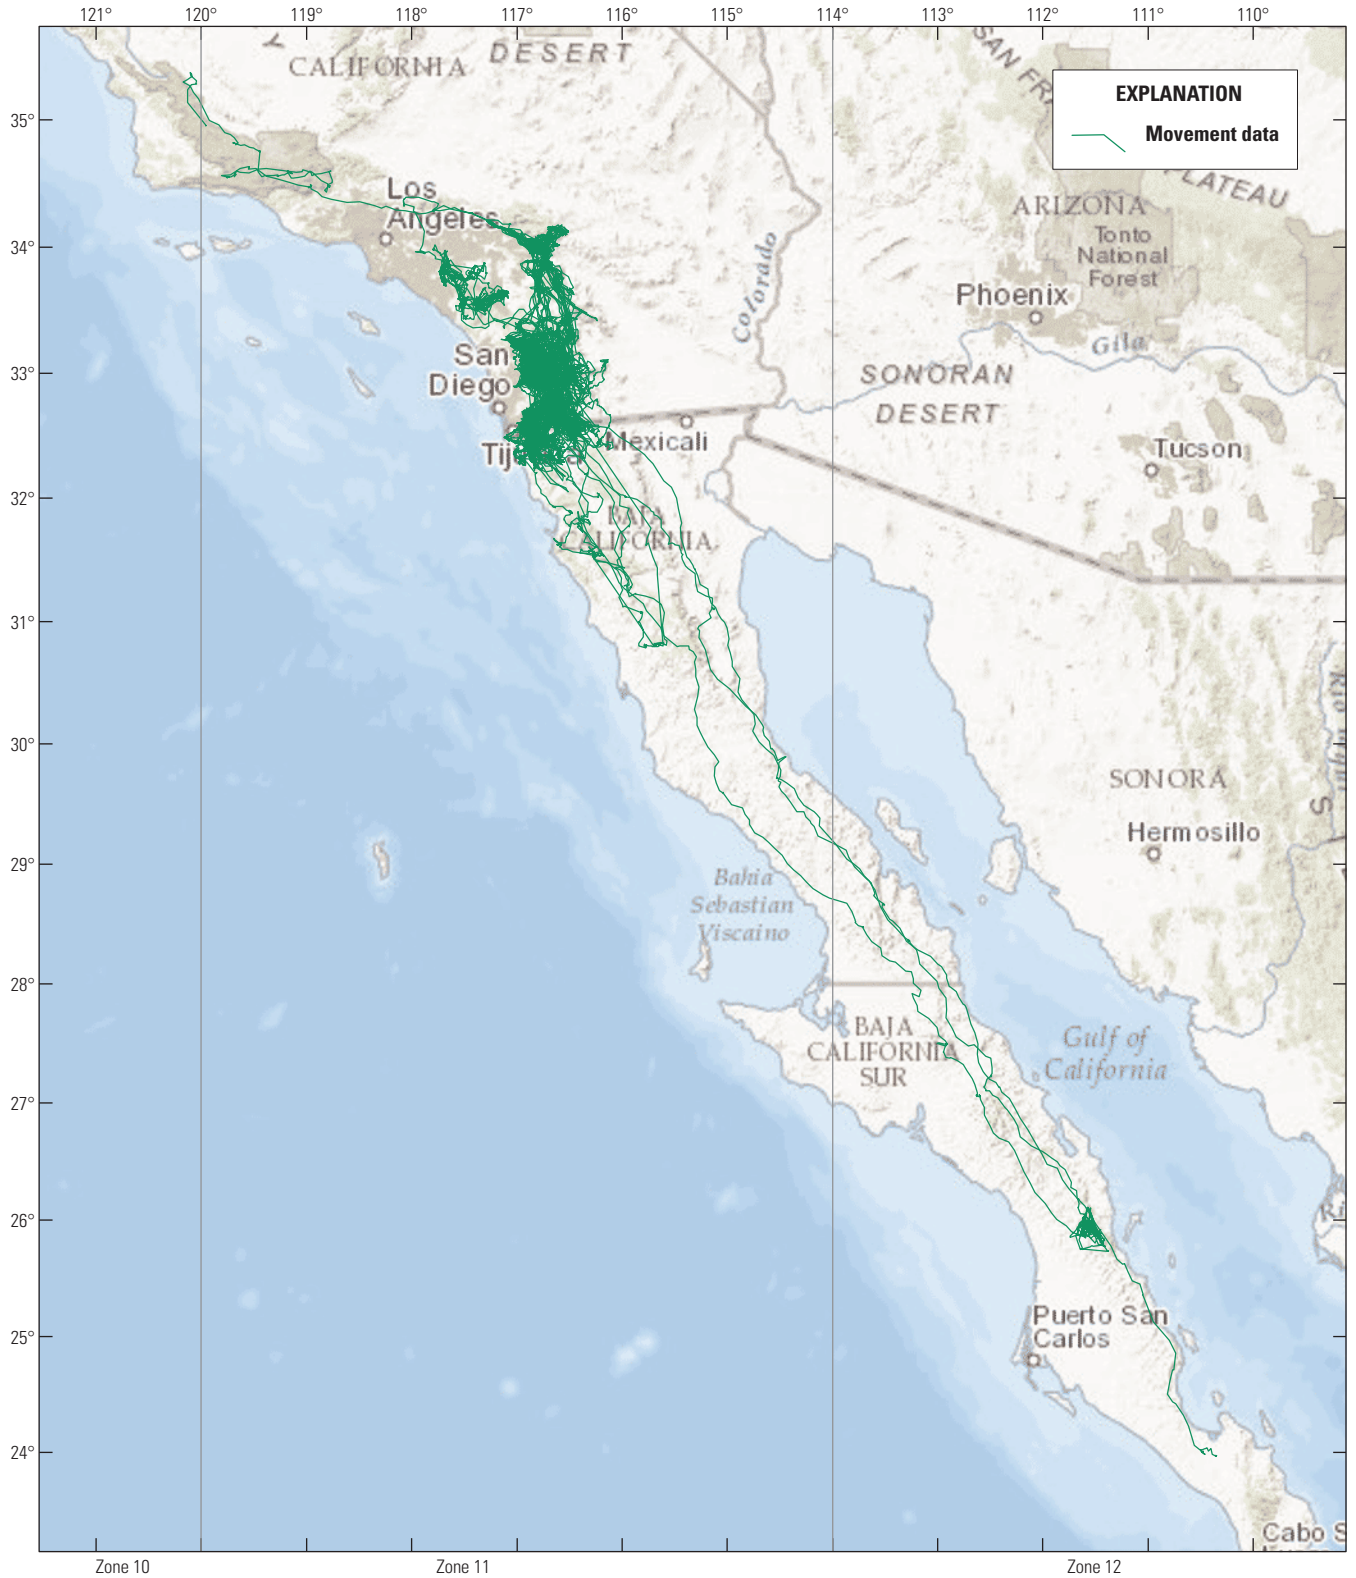 121° 120° 119° 118° 117° 116° 115° 114° 113° 112° 111° 110°
CALIFORNIA
DESERT
EXPLANATION
Movement data
35°
PLATEAU
Los
Angeles
ARIZONA
Tonto
National
Forest
34°
Colorado
Phoenix
Gila
San
Diego
33°
SONORAN
DESERT
Mexicali
Tucson
32°
BAJA
CALIFORNIA
31°
30°
SONORA
Hermosillo
29°
Bahia
Sebastian
Viscaino
28°
BAJA
CALIFORNIA
SUR
Gulf of
California
27°
26°
25°
Puerto San
Carlos
24°
Cabo S
Zone 10 Zone 11 Zone 12